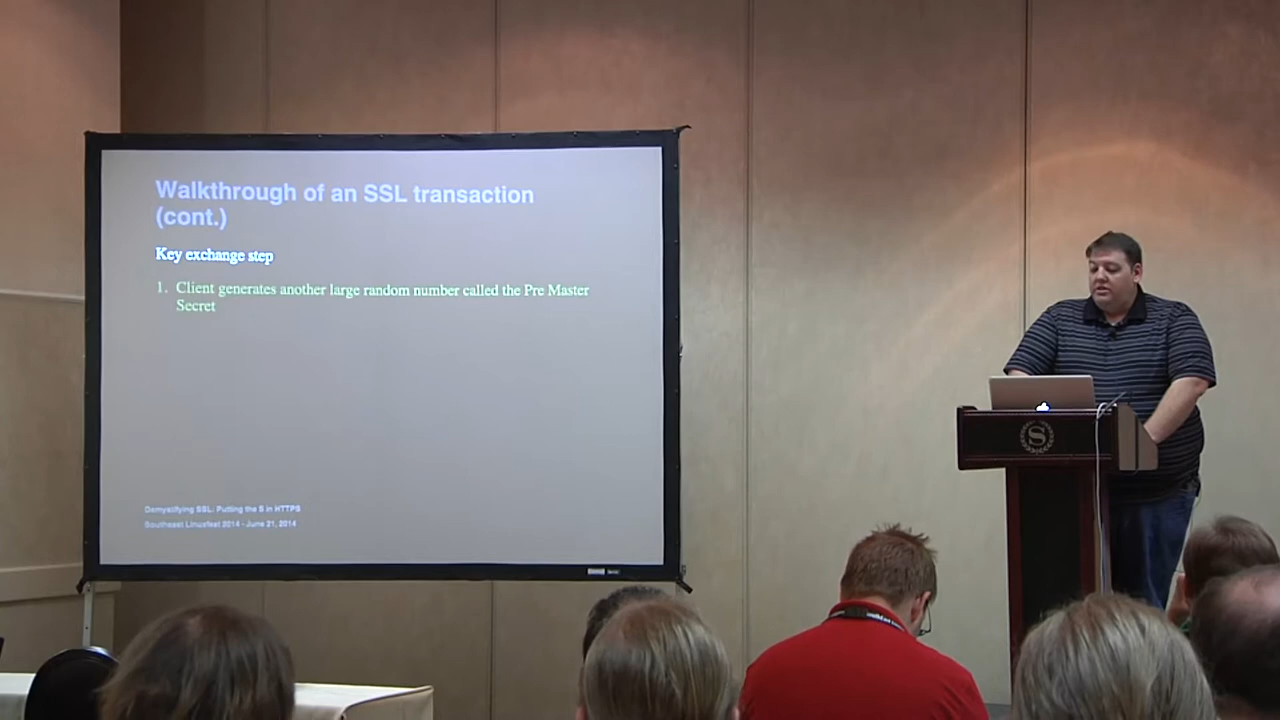 Walkthrough of an SSL transaction
(cont.)
Key exchange step
1. Client generates another large random number called the Pre Master
Secret
Demystifying SSL: Putting the S in HTTPS
Southeast Linuxfest 2014 - June 21, 2014
S